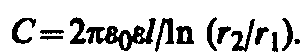 C = 2πε₀εl/ln (r₂/r₁).